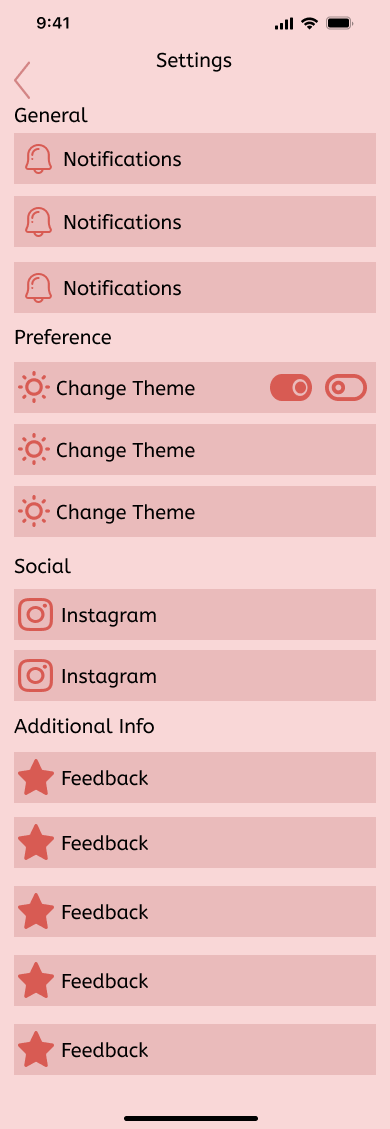 9:41
Settings
General
Notifications
Notifications
Notifications
Preference
Change Theme
Change Theme
Change Theme
Social
Instagram
Instagram
Additional Info
Feedback
Feedback
Feedback
Feedback
Feedback